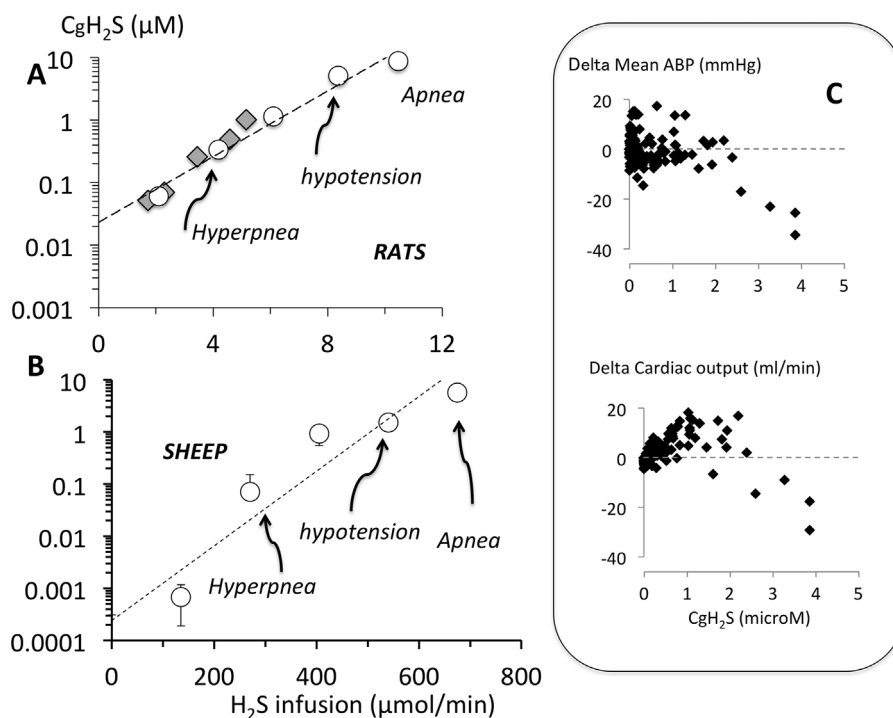 CgH₂S (μM)
A
10
1
0.1
0.01
0.001
0
4
8
12
Apnea
hypotension
Hyperpnea
RATS
B
10
1
0.1
0.01
0.001
0.0001
0
200
400
600
800
SHEEP
hypotension
Apnea
Hyperpnea
H₂S infusion (μmol/min)
C
Delta Mean ABP (mmHg)
20
0
-20
-40
0
1
2
3
4
5
Delta Cardiac output (ml/min)
20
0
-20
-40
0
1
2
3
4
5
CgH₂S (microM)